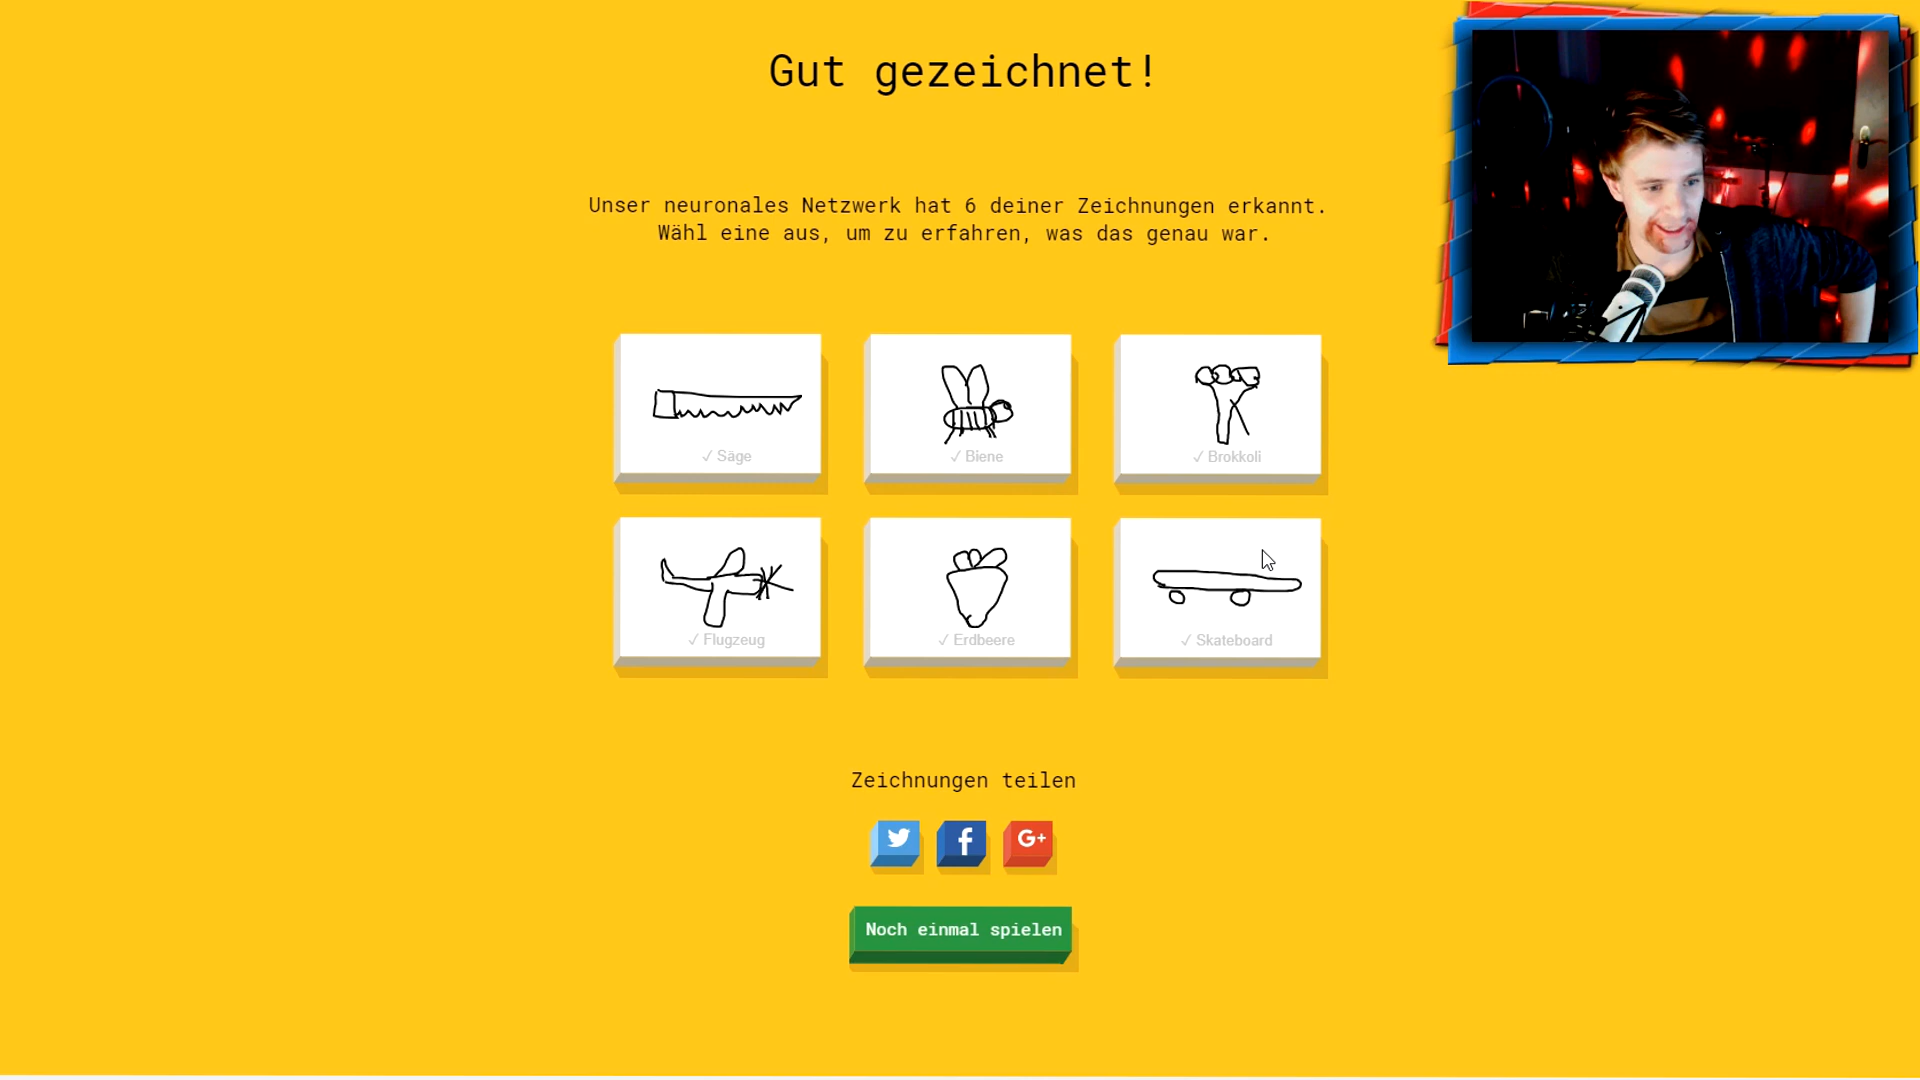 Gut gezeichnet!
Unser neuronales Netzwerk hat 6 deiner Zeichnungen erkannt.
Wähl eine aus, um zu erfahren, was das genau war.
✓ Säge
✓ Biene
✓ Brokkoli
✓ Flugzeug
✓ Erdbeere
✓ Skateboard
Zeichnungen teilen
f
G+
Noch einmal spielen